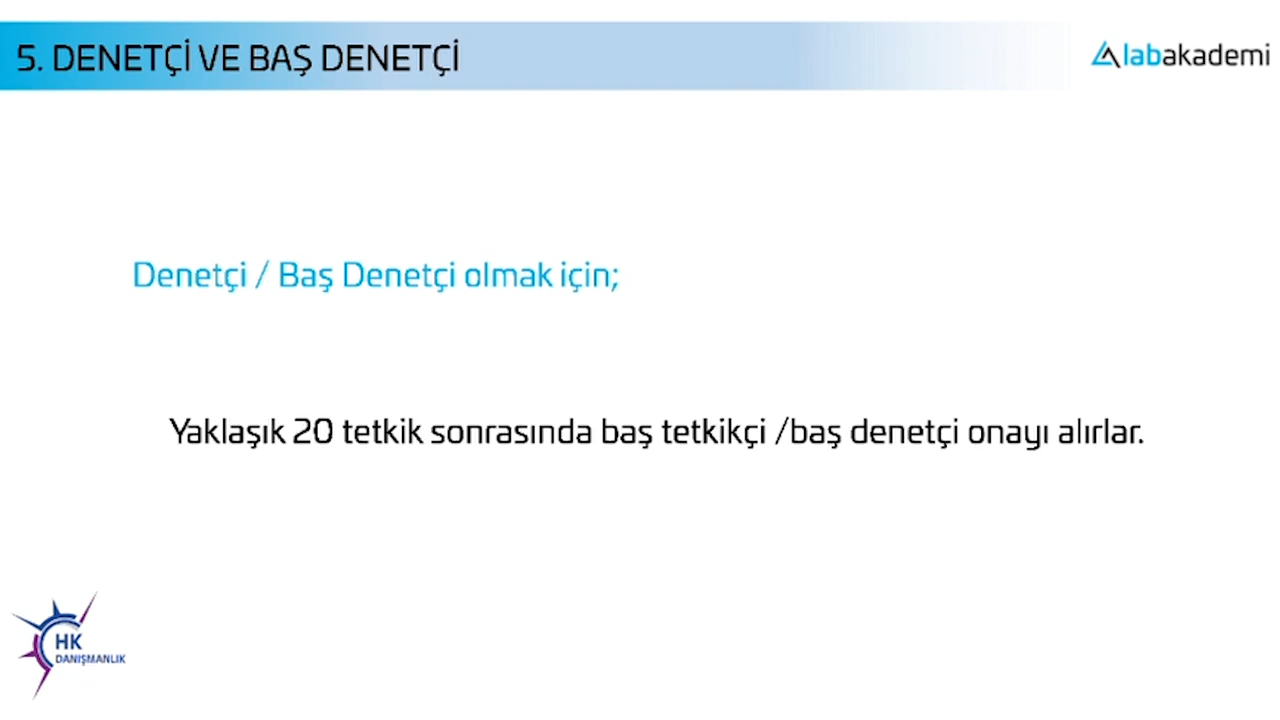 5. DENETÇİ VE BAŞ DENETÇİ
labakademi
Denetçi / Baş Denetçi olmak için;
Yaklaşık 20 tetkik sonrasında baş tetkikçi /baş denetçi onayı alırlar.
HK
DANIŞMANLIK